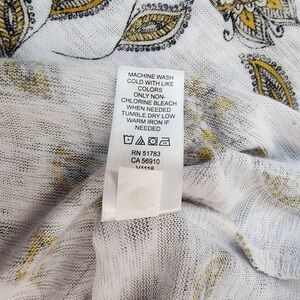 MACHINE WASH
COLD WITH LIKE
COLORS
ONLY NON-
CHLORINE BLEACH
WHEN NEEDED
TUMBLE DRY LOW
WARM IRON IF
NEEDED
RN 51783
CA 56910
V1118